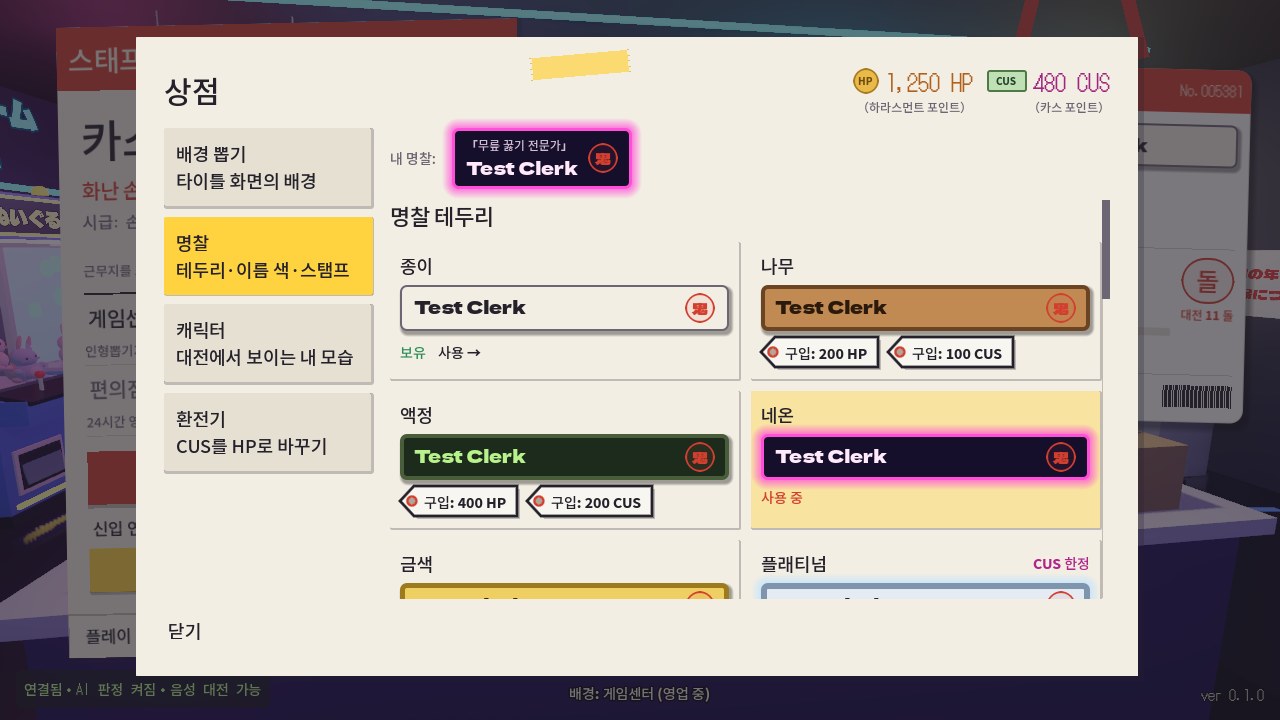 스태프
No. 005381
상점
HP 1,250 HP
(하라스먼트 포인트)
CUS 480 CUS
(카스 포인트)
배경 뽑기
타이틀 화면의 배경
명찰
테두리·이름 색·스탬프
캐릭터
대전에서 보이는 내 모습
환전기
CUS를 HP로 바꾸기
내 명찰:
「무릎 꿇기 전문가」
Test Clerk
명찰 테두리
종이
Test Clerk
보유 사용 →
나무
Test Clerk
구입: 200 HP
구입: 100 CUS
액정
Test Clerk
구입: 400 HP
구입: 200 CUS
네온
Test Clerk
사용 중
금색
플래티넘
CUS 한정
닫기
카스
화난 손
시급: 손
근무지를
게임센
인형뽑기
편의점
24시간 영
신입 안
플레이
ぬいぐる
돌
대전 11 돌
の年
연결됨 • AI 판정 켜짐 • 음성 대전 가능
배경: 게임센터 (영업 중)
ver 0.1.0